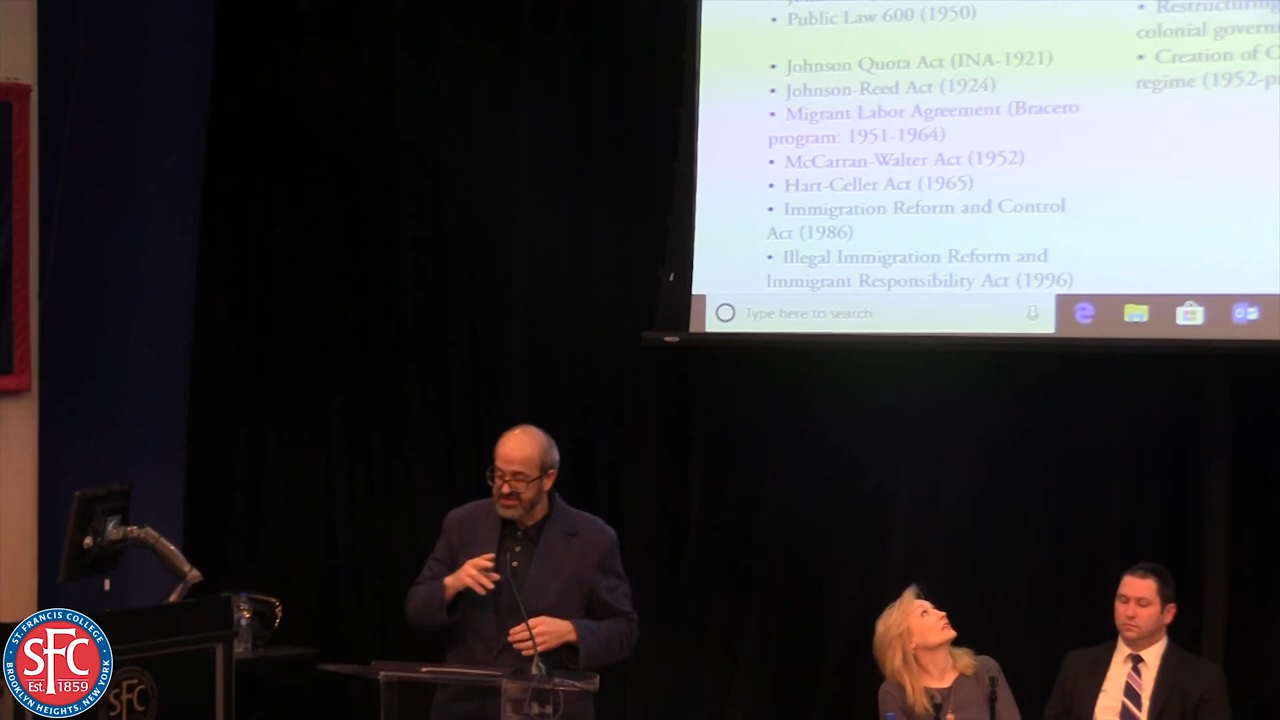 • Public Law 600 (1950)
• Johnson Quota Act (INA-1921)
• Johnson-Reed Act (1924)
• Migrant Labor Agreement (Bracero
program: 1951-1964)
• McCarran-Walter Act (1952)
• Hart-Celler Act (1965)
• Immigration Reform and Control
Act (1986)
• Illegal Immigration Reform and
Immigrant Responsibility Act (1996)
• Restructuring
colonial govern
• Creation of C
regime (1952-p
Type here to search
ST. FRANCIS COLLEGE
SFC
Est. 1859
BROOKLYN HEIGHTS, NEW YORK
SFC